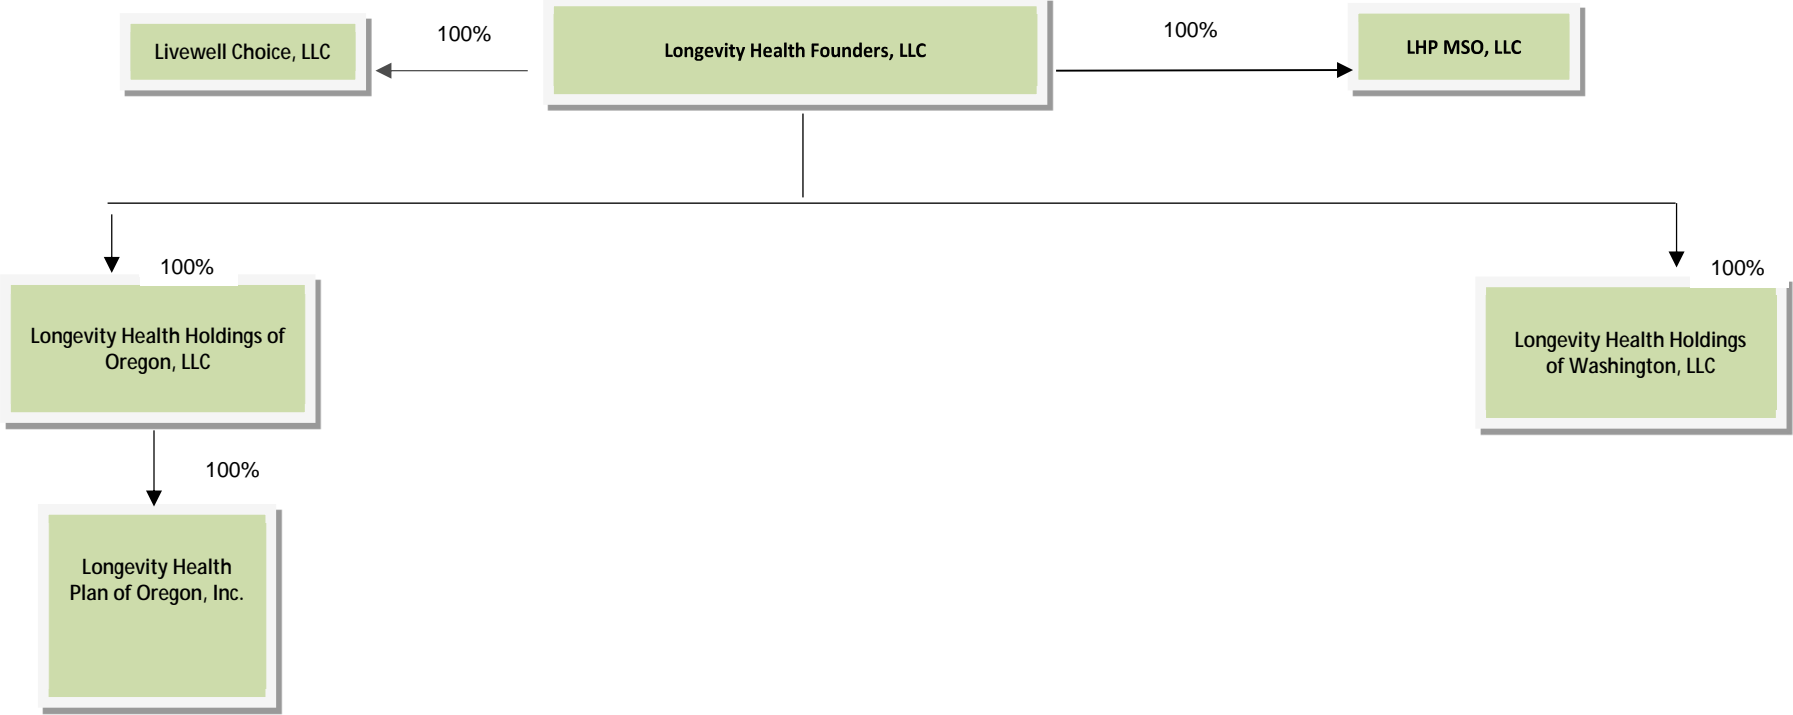 Livewell Choice, LLC
100%
Longevity Health Founders, LLC
100%
LHP MSO, LLC
100%
Longevity Health Holdings of
Oregon, LLC
100%
Longevity Health Holdings
of Washington, LLC
100%
Longevity Health
Plan of Oregon, Inc.